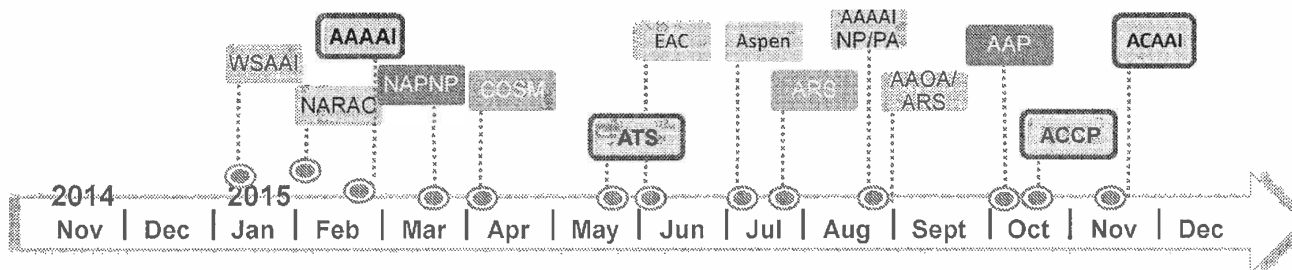 WSAAI
NARAC
AAAAI
NAPNP
COSM
ATS
EAC
Aspen
ARS
AAAAI
NP/PA
AAOA/
ARS
AAP
ACCP
ACAAI
2014
2015
Nov | Dec | Jan | Feb | Mar | Apr | May | Jun | Jul | Aug | Sept | Oct | Nov | Dec